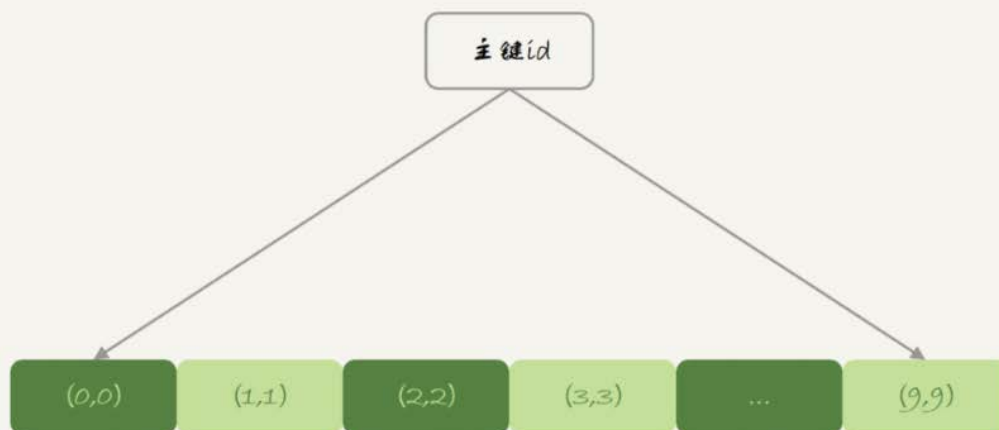 主键id
(0,0) (1,1) (2,2) (3,3) ... (9,9)